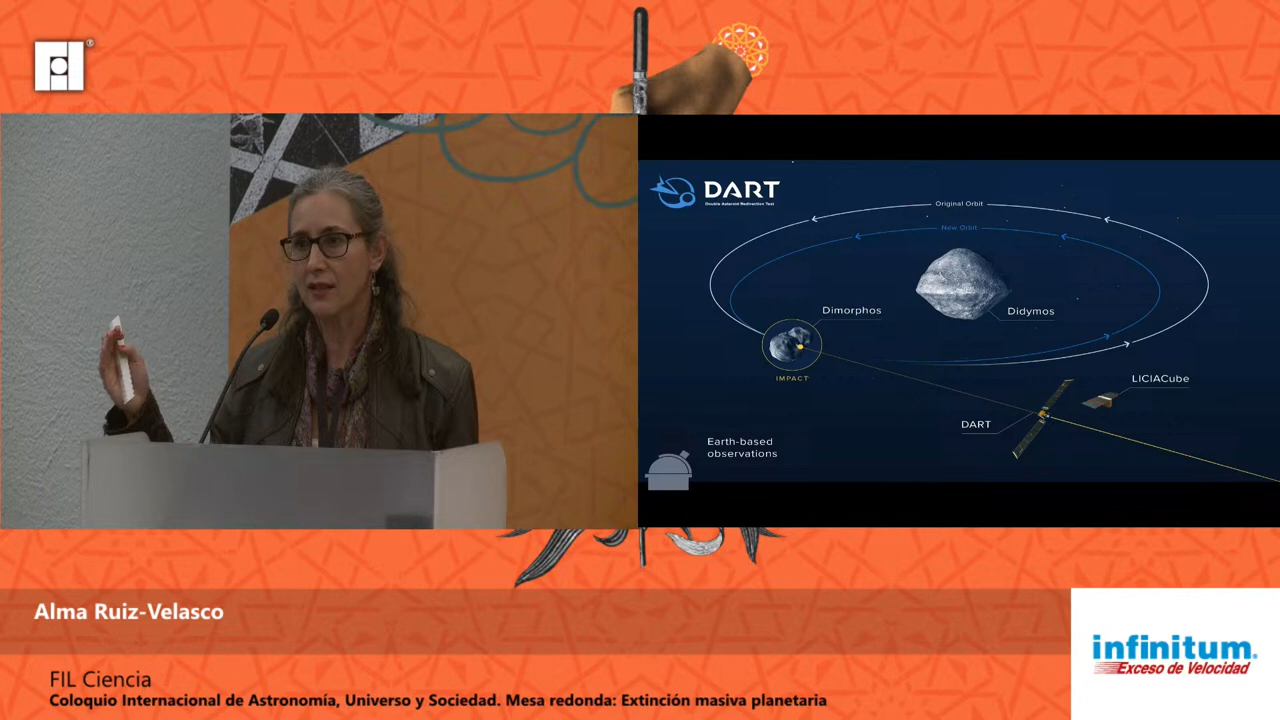 ®
DART
Double Asteroid Redirection Test
Original Orbit
New Orbit
Dimorphos
Didymos
IMPACT
LICIACube
DART
Earth-based
observations
Alma Ruiz-Velasco
infinitum.
Exceso de Velocidad
FIL Ciencia
Coloquio Internacional de Astronomía, Universo y Sociedad. Mesa redonda: Extinción masiva planetaria